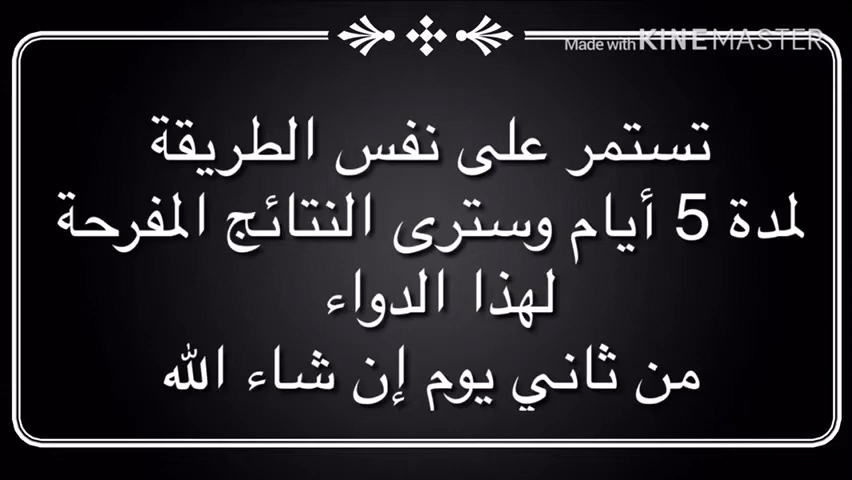 Made with KINEMASTER
تستمر على نفس الطريقة
لمدة 5 أيام وسترى النتائج المفرحة
لهذا الدواء
من ثاني يوم إن شاء الله